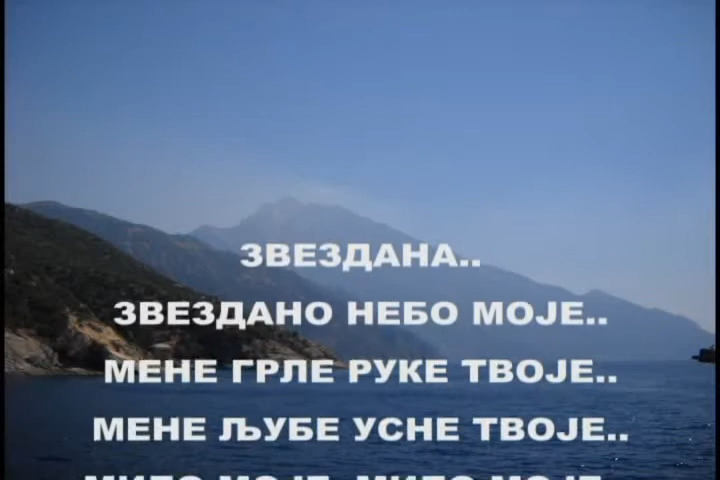 ЗВЕЗДАНА..
ЗВЕЗДАНО НЕБО МОЈЕ..
МЕНЕ ГРЛЕ РУКЕ ТВОЈЕ..
МЕНЕ ЉУБЕ УСНЕ ТВОЈЕ..